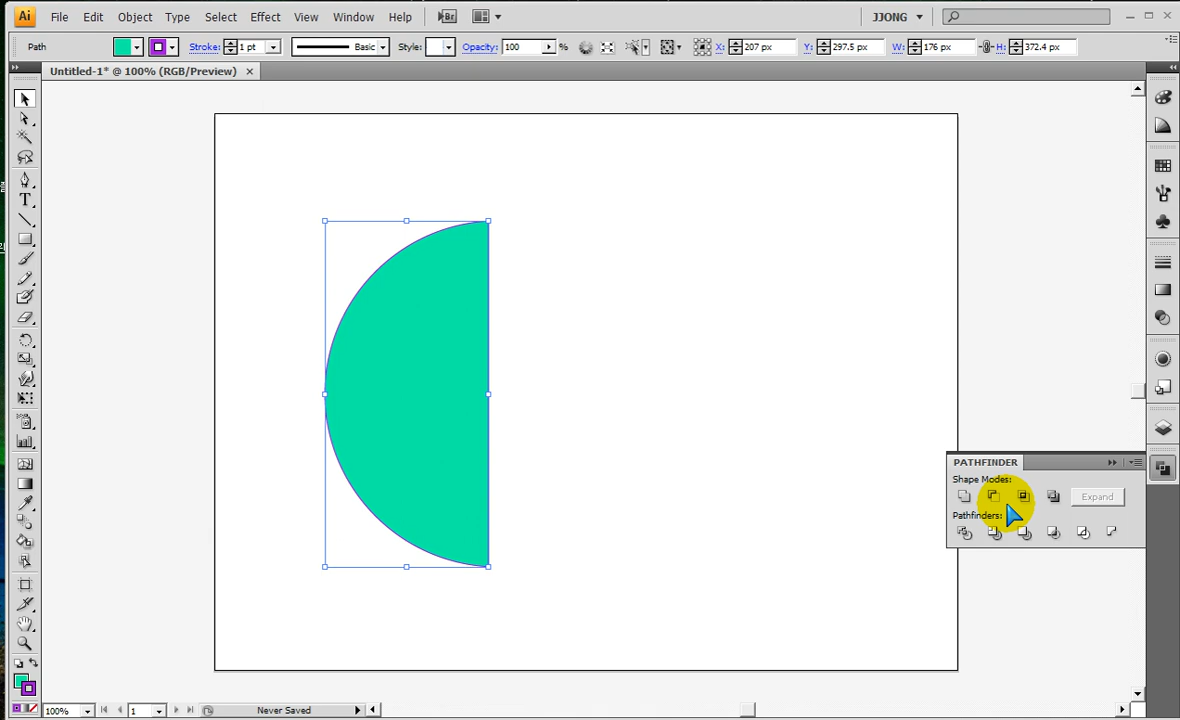 Ai File Edit Object Type Select Effect View Window Help Br JJONG
Path Stroke: 1 pt Basic Style: Opacity: 100 % X: 207 px Y: 297.5 px W: 176 px H: 372.4 px
Untitled-1* @ 100% (RGB/Preview)
PATHFINDER
Shape Modes:
Expand
Pathfinders:
100% 1 Never Saved